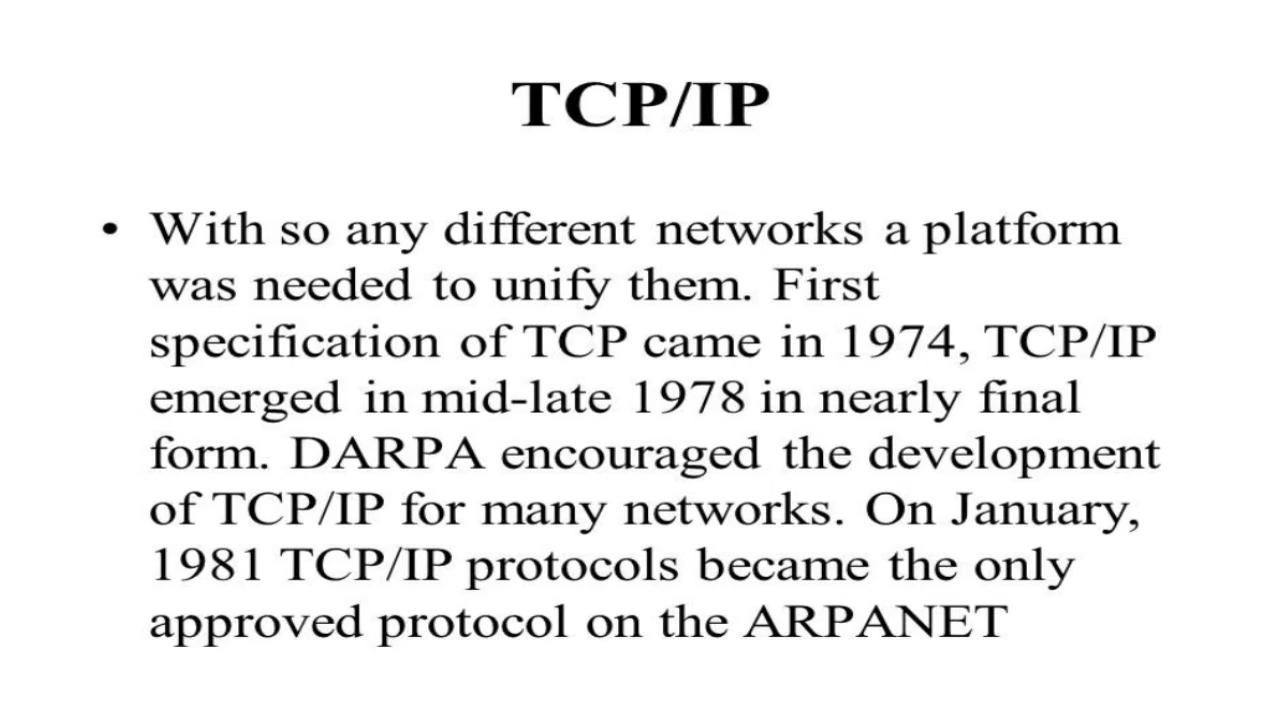 TCP/IP
• With so any different networks a platform
was needed to unify them. First
specification of TCP came in 1974, TCP/IP
emerged in mid-late 1978 in nearly final
form. DARPA encouraged the development
of TCP/IP for many networks. On January,
1981 TCP/IP protocols became the only
approved protocol on the ARPANET